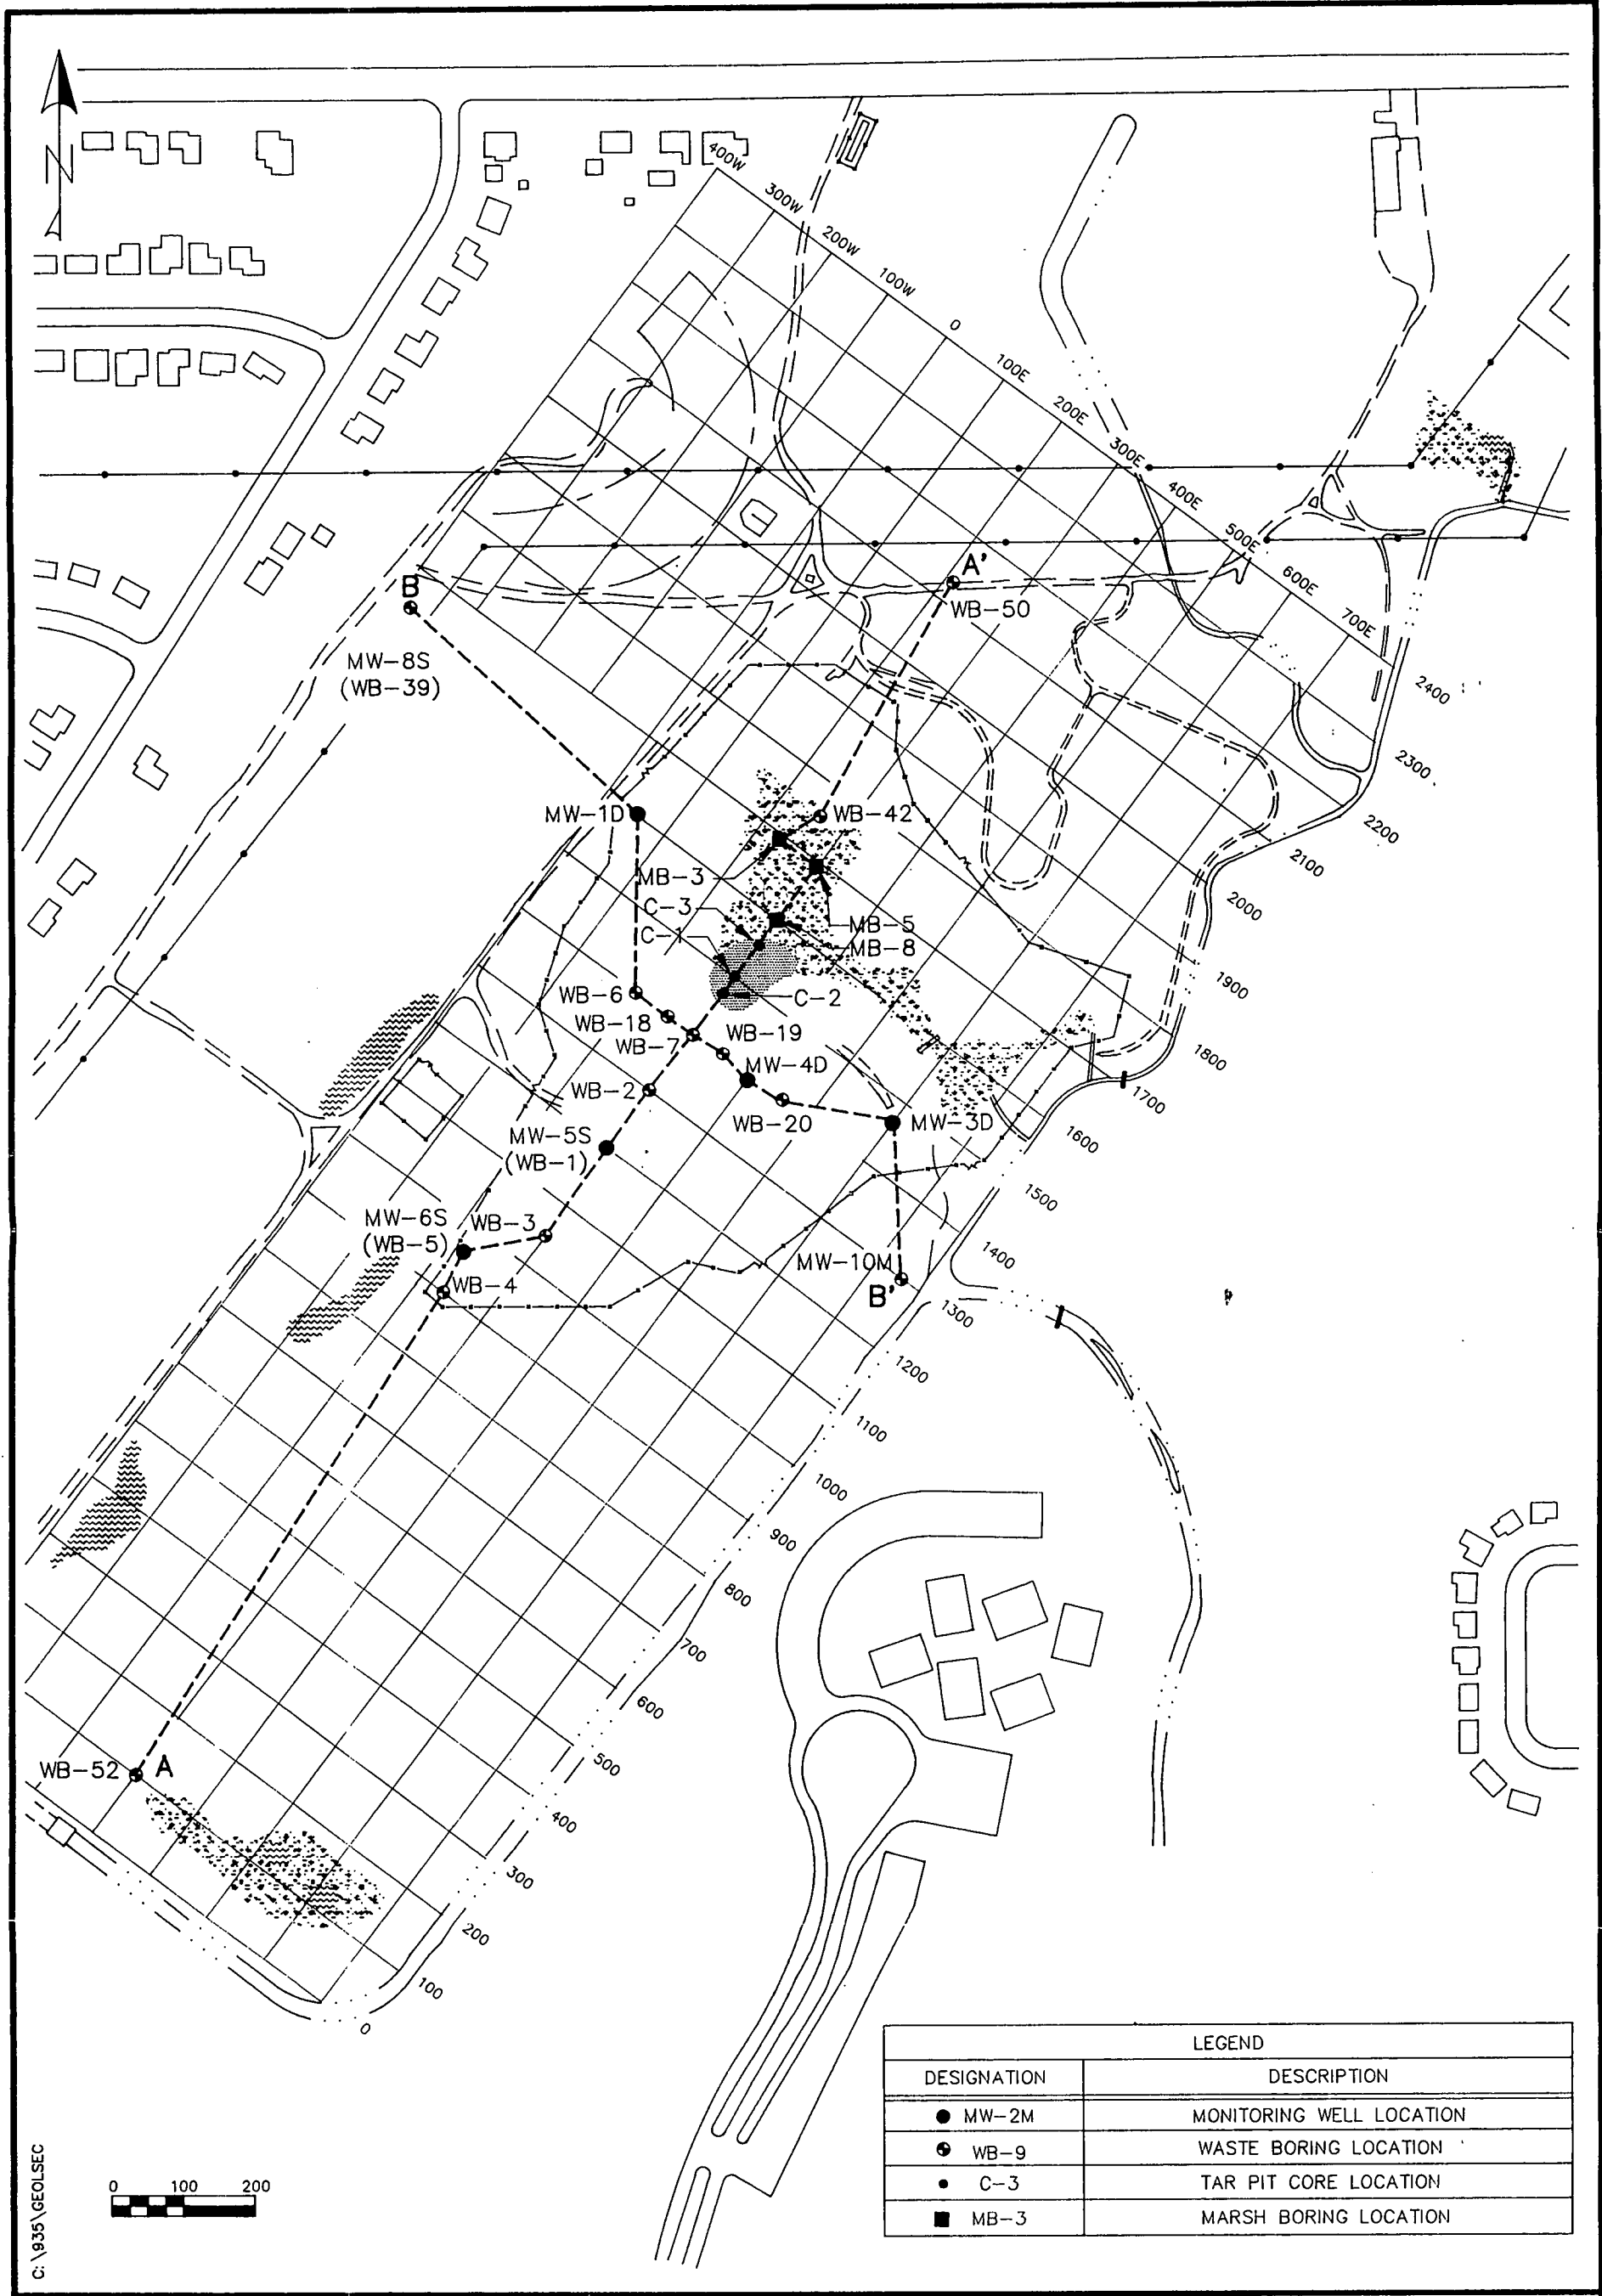 N
400W
300W
200W
100W
0
100E
200E
300E
400E
500E
600E
700E
2400
2300
2200
2100
2000
1900
1800
1700
1600
1500
1400
1300
1200
1100
1000
900
800
700
600
500
400
300
200
100
0
A'
WB-50
B
MW-8S
(WB-39)
MW-1D
WB-42
MB-3
C-3
MB-5
C-1
MB-8
WB-6
C-2
WB-18
WB-19
WB-7
MW-4D
WB-2
WB-20
MW-3D
MW-5S
(WB-1)
MW-6S
WB-3
(WB-5)
MW-10M
WB-4
B'
WB-52
A
LEGEND
DESIGNATION DESCRIPTION
MW-2M MONITORING WELL LOCATION
WB-9 WASTE BORING LOCATION
C-3 TAR PIT CORE LOCATION
MB-3 MARSH BORING LOCATION
0 100 200
C:\935\GEOLSEC